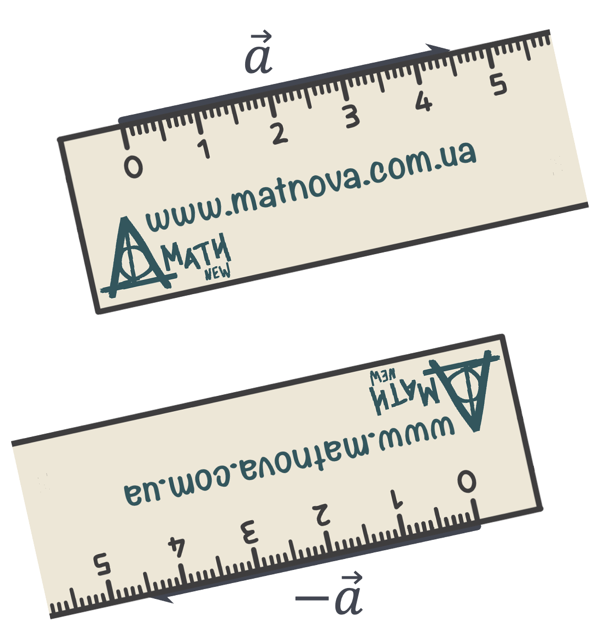 a⃗
0 1 2 3 4 5
www.matnova.com.ua
MATH
NEW
NEW
MATH
www.matnova.com.ua
0
5 4 3 2 1
−a⃗